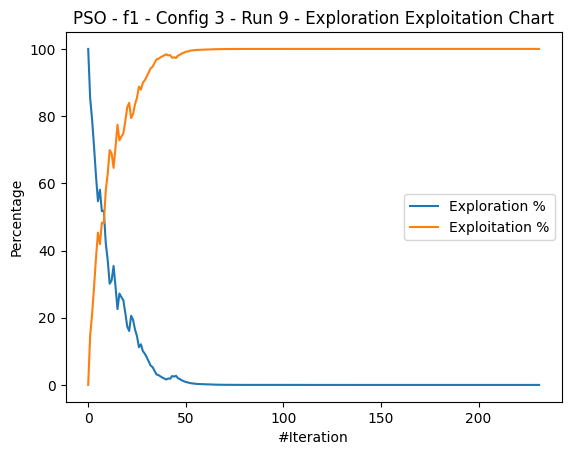 PSO - f1 - Config 3 - Run 9 - Exploration Exploitation Chart
100
80
60
40
20
0
Percentage
Exploration %
Exploitation %
0
50
100
150
200
#Iteration